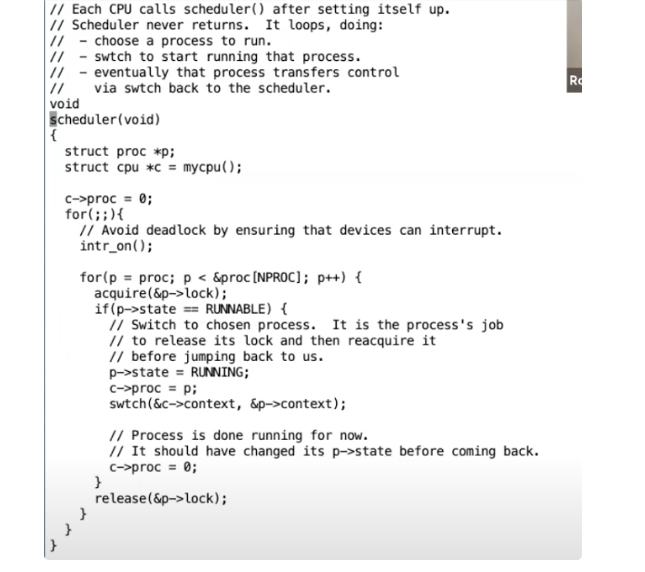 // Each CPU calls scheduler() after setting itself up.
// Scheduler never returns.  It loops, doing:
//  - choose a process to run.
//  - swtch to start running that process.
//  - eventually that process transfers control
//    via swtch back to the scheduler.
void
scheduler(void)
{
  struct proc *p;
  struct cpu *c = mycpu();

  c->proc = 0;
  for(;;){
    // Avoid deadlock by ensuring that devices can interrupt.
    intr_on();

    for(p = proc; p < &proc[NPROC]; p++) {
      acquire(&p->lock);
      if(p->state == RUNNABLE) {
        // Switch to chosen process.  It is the process's job
        // to release its lock and then reacquire it
        // before jumping back to us.
        p->state = RUNNING;
        c->proc = p;
        swtch(&c->context, &p->context);

        // Process is done running for now.
        // It should have changed its p->state before coming back.
        c->proc = 0;
      }
      release(&p->lock);
    }
  }
}